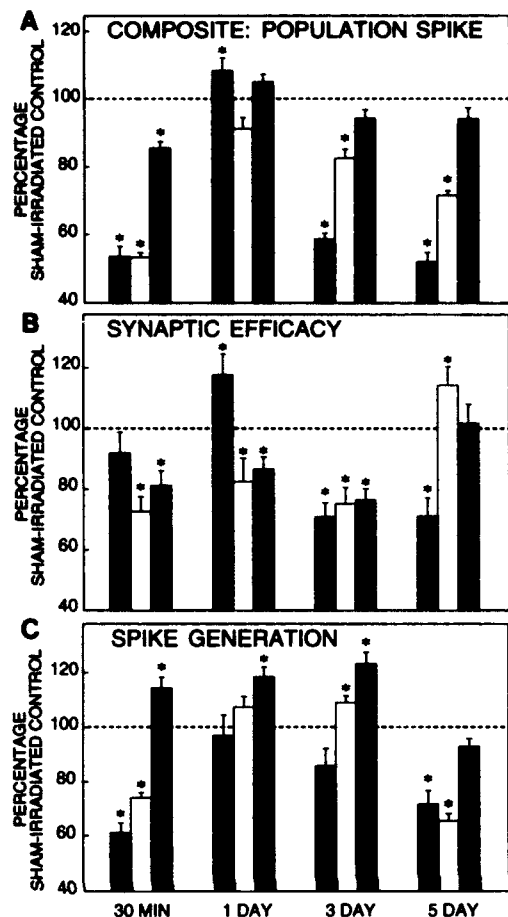 A COMPOSITE: POPULATION SPIKE
PERCENTAGE
SHAM-IRRADIATED CONTROL
120
100
80
60
40
* * * * * * *
B SYNAPTIC EFFICACY
PERCENTAGE
SHAM-IRRADIATED CONTROL
120
100
80
60
40
* * * * * * * * * *
C SPIKE GENERATION
PERCENTAGE
SHAM-IRRADIATED CONTROL
120
100
80
60
40
* * * * * * * *
30 MIN 1 DAY 3 DAY 5 DAY